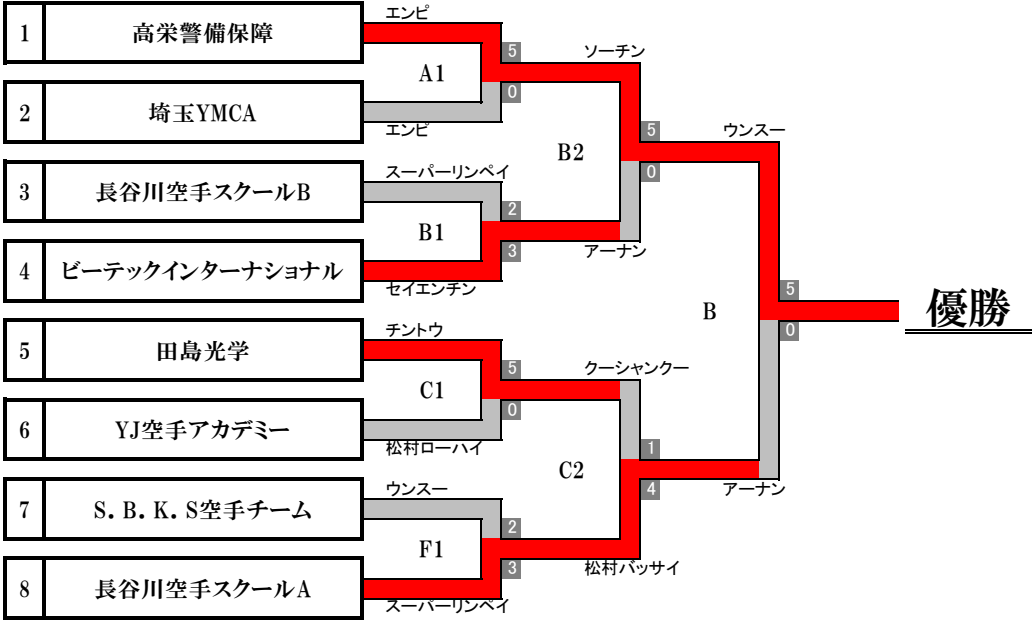 エンピ
1 高栄警備保障
5
ソーチン
A1
0
2 埼玉YMCA
エンピ
5
ウンスー
B2
0
スーパーリンペイ
3 長谷川空手スクールB
2
B1
3
アーナン
4 ビーテックインターナショナル
セイエンチン
5
B
優勝
0
チントウ
5 田島光学
5
クーシャンクー
C1
0
6 YJ空手アカデミー
松村ローハイ
1
C2
4
アーナン
ウンスー
7 S.B.K.S空手チーム
2
F1
3
松村バッサイ
8 長谷川空手スクールA
スーパーリンペイ